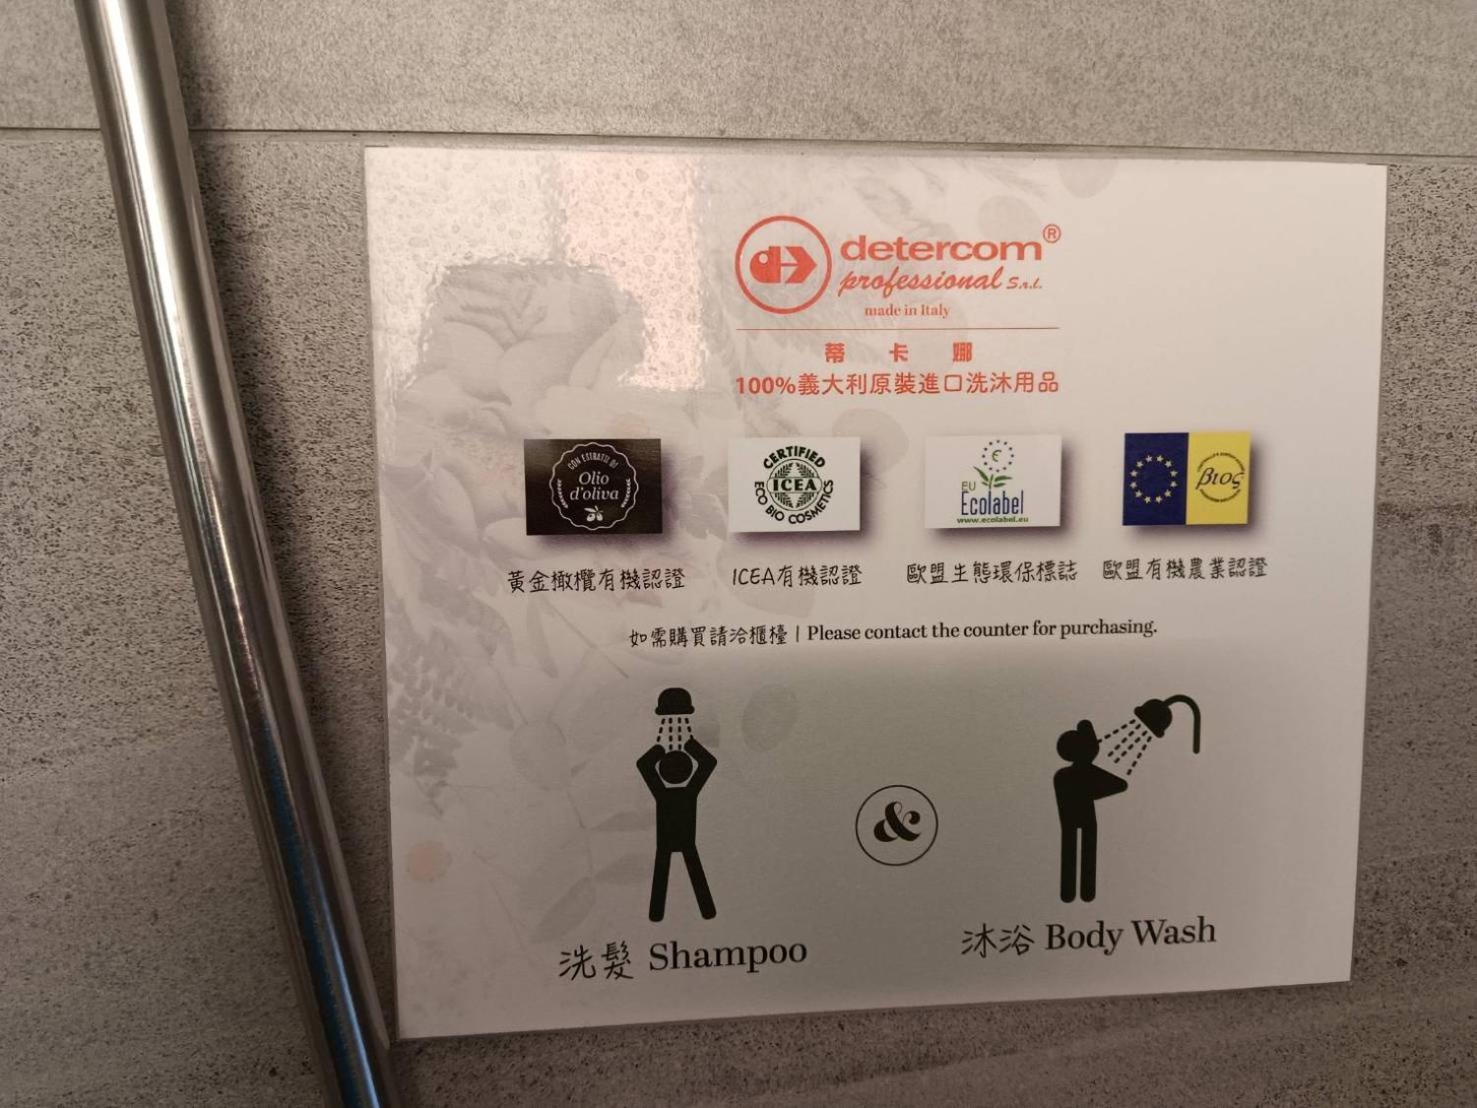 detercom®
professional S.r.l.
made in Italy
蒂卡娜
100%義大利原裝進口洗沐用品
CON ESTRATTI DI
Olio
d'oliva
CERTIFIED
ICEA
ECO BIO COSMETICS
€
EU
Ecolabel
www.ecolabel.eu
βιος
黃金橄欖有機認證
ICEA有機認證
歐盟生態環保標誌
歐盟有機農業認證
如需購買請洽櫃檯 | Please contact the counter for purchasing.
&
洗髮 Shampoo
沐浴 Body Wash